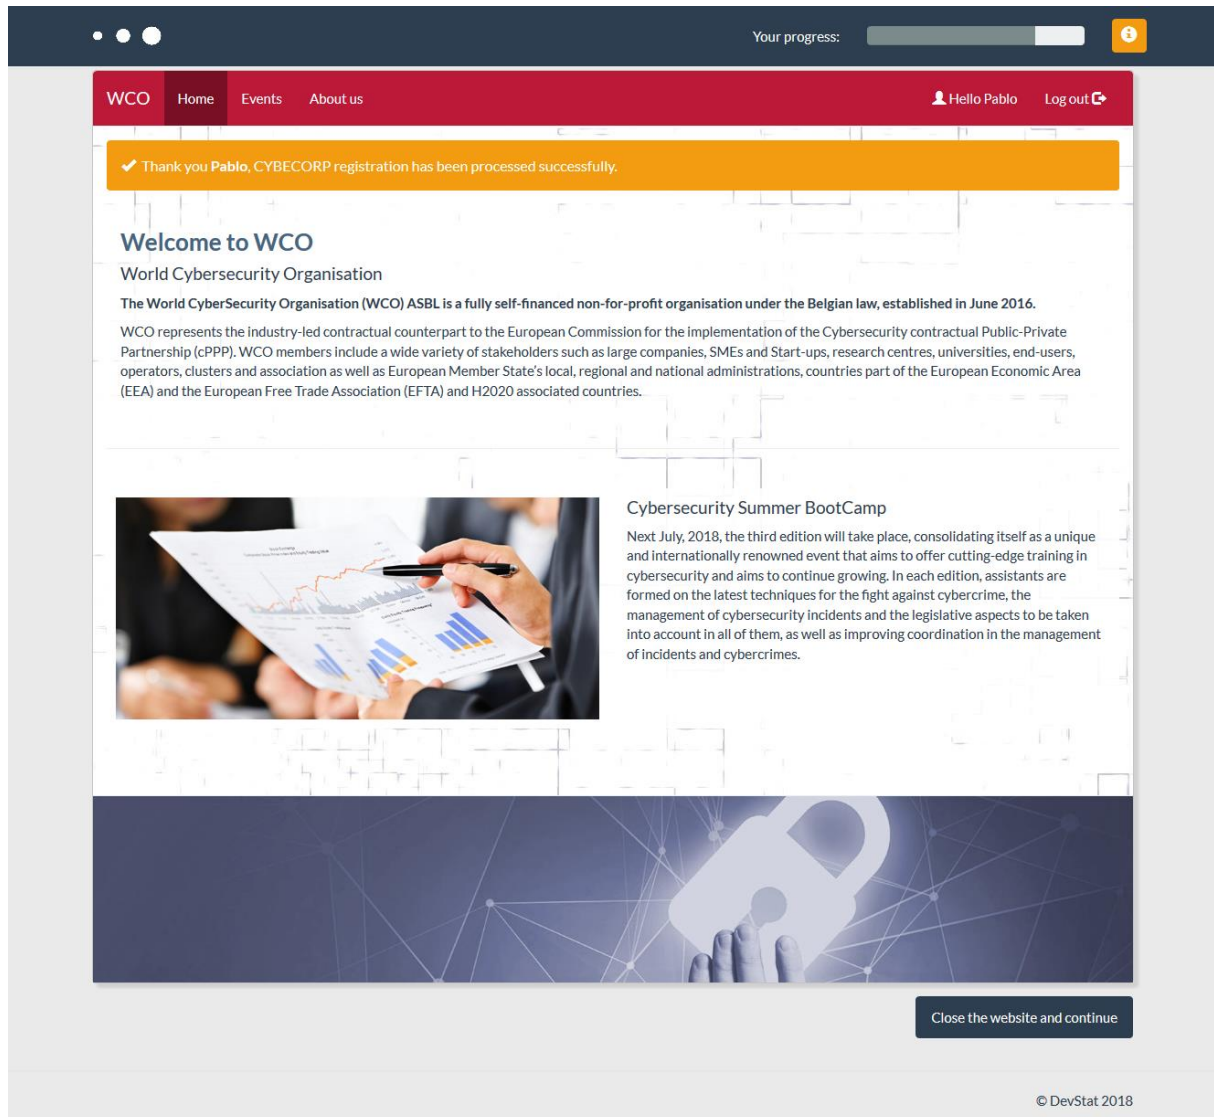 Your progress:
WCO Home Events About us Hello Pablo Log out
Thank you Pablo, CYBECORP registration has been processed successfully.
Welcome to WCO
World Cybersecurity Organisation
The World CyberSecurity Organisation (WCO) ASBL is a fully self-financed non-for-profit organisation under the Belgian law, established in June 2016.
WCO represents the industry-led contractual counterpart to the European Commission for the implementation of the Cybersecurity contractual Public-Private
Partnership (cPPP). WCO members include a wide variety of stakeholders such as large companies, SMEs and Start-ups, research centres, universities, end-users,
operators, clusters and association as well as European Member State's local, regional and national administrations, countries part of the European Economic Area
(EEA) and the European Free Trade Association (EFTA) and H2020 associated countries.
Cybersecurity Summer BootCamp
Next July, 2018, the third edition will take place, consolidating itself as a unique
and internationally renowned event that aims to offer cutting-edge training in
cybersecurity and aims to continue growing. In each edition, assistants are
formed on the latest techniques for the fight against cybercrime, the
management of cybersecurity incidents and the legislative aspects to be taken
into account in all of them, as well as improving coordination in the management
of incidents and cybercrimes.
Close the website and continue
© DevStat 2018